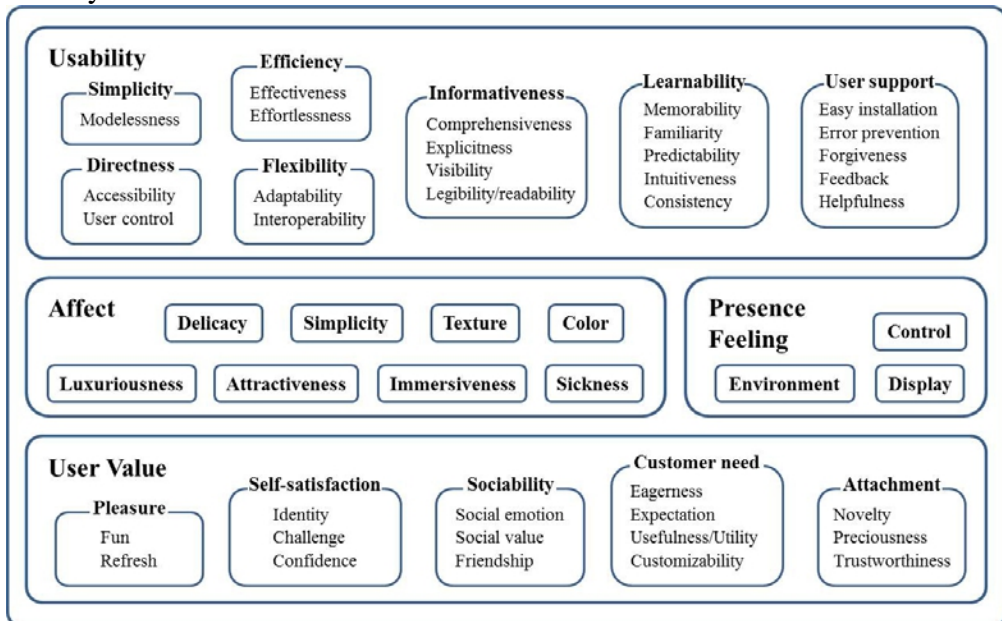 Usability
Simplicity
Modelessness
Efficiency
Effectiveness
Effortlessness
Directness
Accessibility
User control
Flexibility
Adaptability
Interoperability
Informativeness
Comprehensiveness
Explicitness
Visibility
Legibility/readability
Learnability
Memorability
Familiarity
Predictability
Intuitiveness
Consistency
User support
Easy installation
Error prevention
Forgiveness
Feedback
Helpfulness
Affect
Delicacy
Simplicity
Texture
Color
Luxuriousness
Attractiveness
Immersiveness
Sickness
Presence
Feeling
Control
Environment
Display
User Value
Pleasure
Fun
Refresh
Self-satisfaction
Identity
Challenge
Confidence
Sociability
Social emotion
Social value
Friendship
Customer need
Eagerness
Expectation
Usefulness/Utility
Customizability
Attachment
Novelty
Preciousness
Trustworthiness